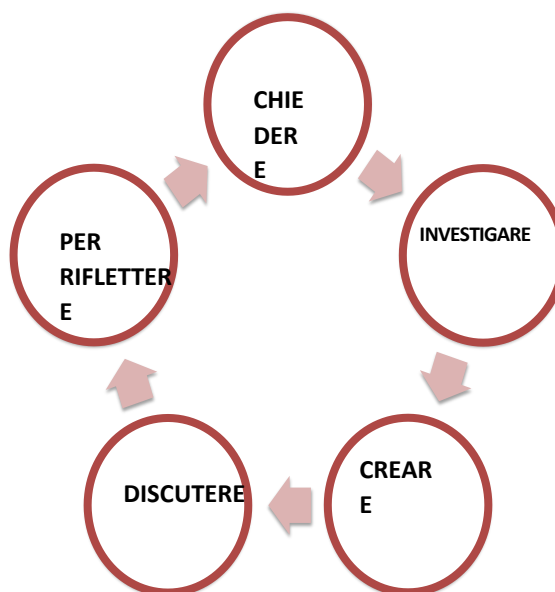 CHIE
DER
E
INVESTIGARE
CREAR
E
DISCUTERE
PER
RIFLETTER
E